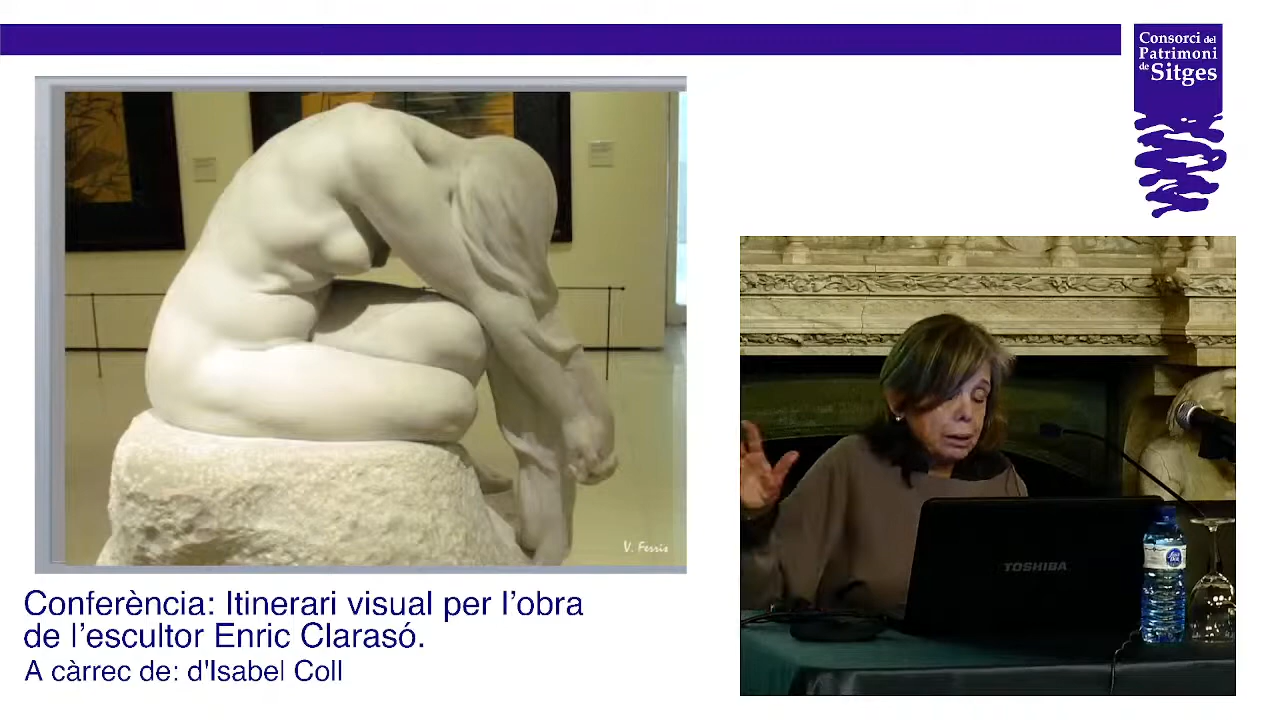 Consorci del
Patrimoni
de Sitges
V. Ferris
Conferència: Itinerari visual per l'obra
de l'escultor Enric Clarasó.
A càrrec de: d'Isabel Coll
TOSHIBA